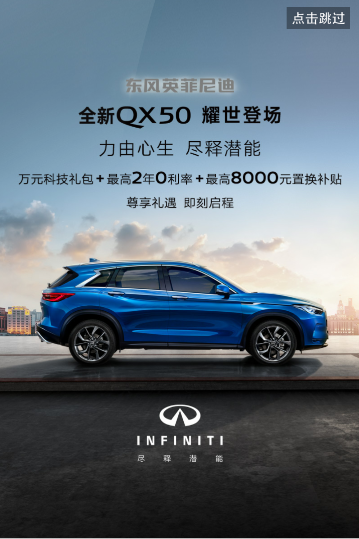 点击跳过
东风英菲尼迪
全新QX50 耀世登场
力由心生 尽释潜能
万元科技礼包+最高2年0利率+最高8000元置换补贴
尊享礼遇 即刻启程
INFINITI
尽释潜能